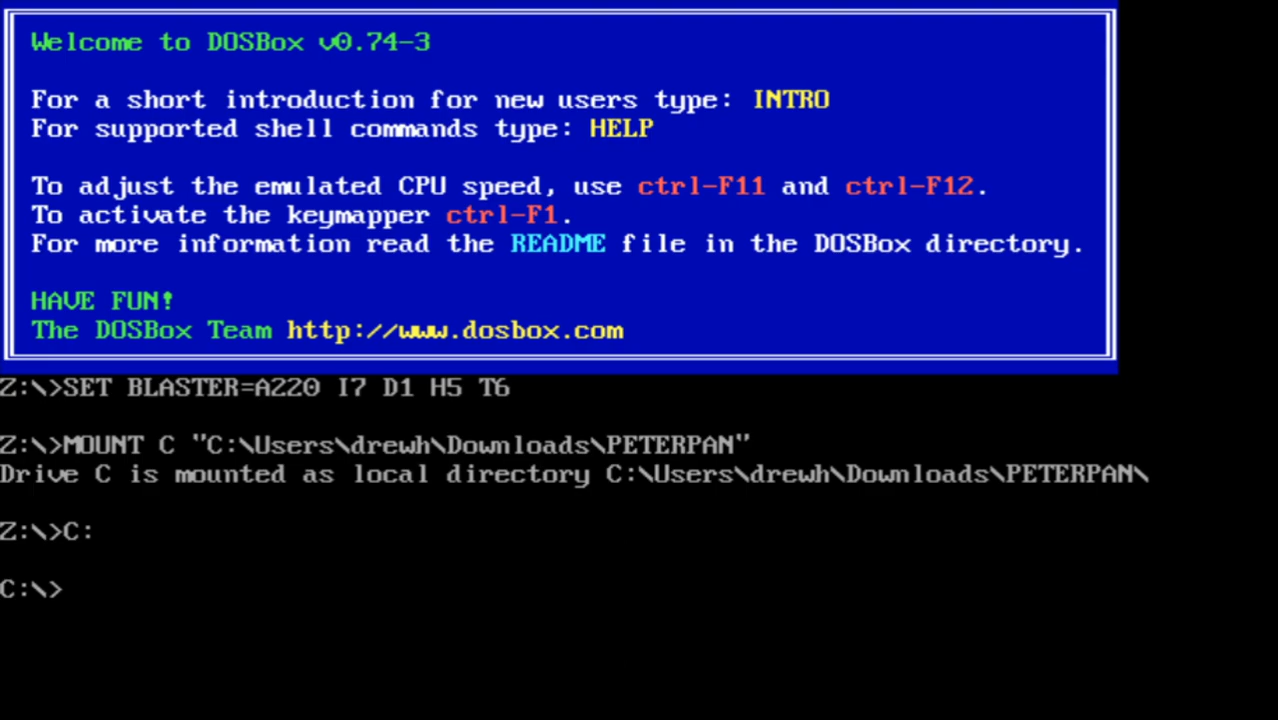 Welcome to DOSBox v0.74-3
For a short introduction for new users type: INTRO
For supported shell commands type: HELP
To adjust the emulated CPU speed, use ctrl-F11 and ctrl-F12.
To activate the keymapper ctrl-F1.
For more information read the README file in the DOSBox directory.
HAVE FUN!
The DOSBox Team http://www.dosbox.com
Z:\>SET BLASTER=A220 I7 D1 H5 T6
Z:\>MOUNT C "C:\Users\drewh\Downloads\PETERPAN"
Drive C is mounted as local directory C:\Users\drewh\Downloads\PETERPAN\
Z:\>C:
C:\>